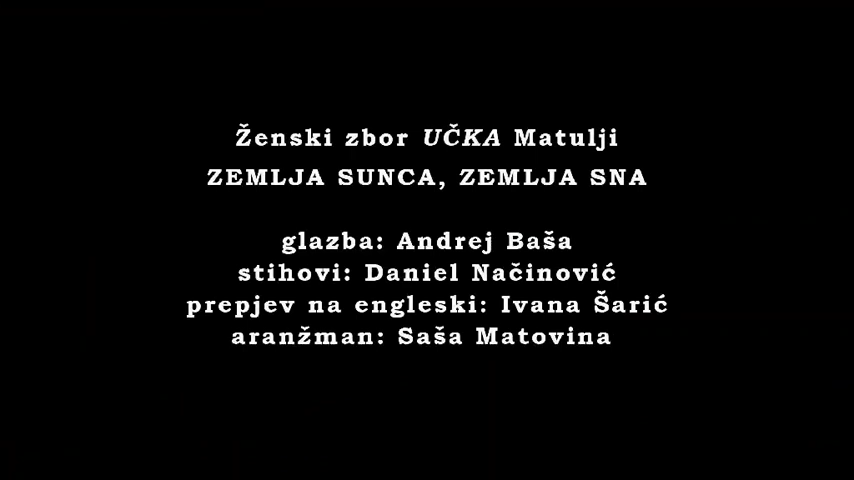 Ženski zbor UČKA Matulji
ZEMLJA SUNCA, ZEMLJA SNA
glazba: Andrej Baša
stihovi: Daniel Načinović
prepjev na engleski: Ivana Šarić
aranžman: Saša Matovina